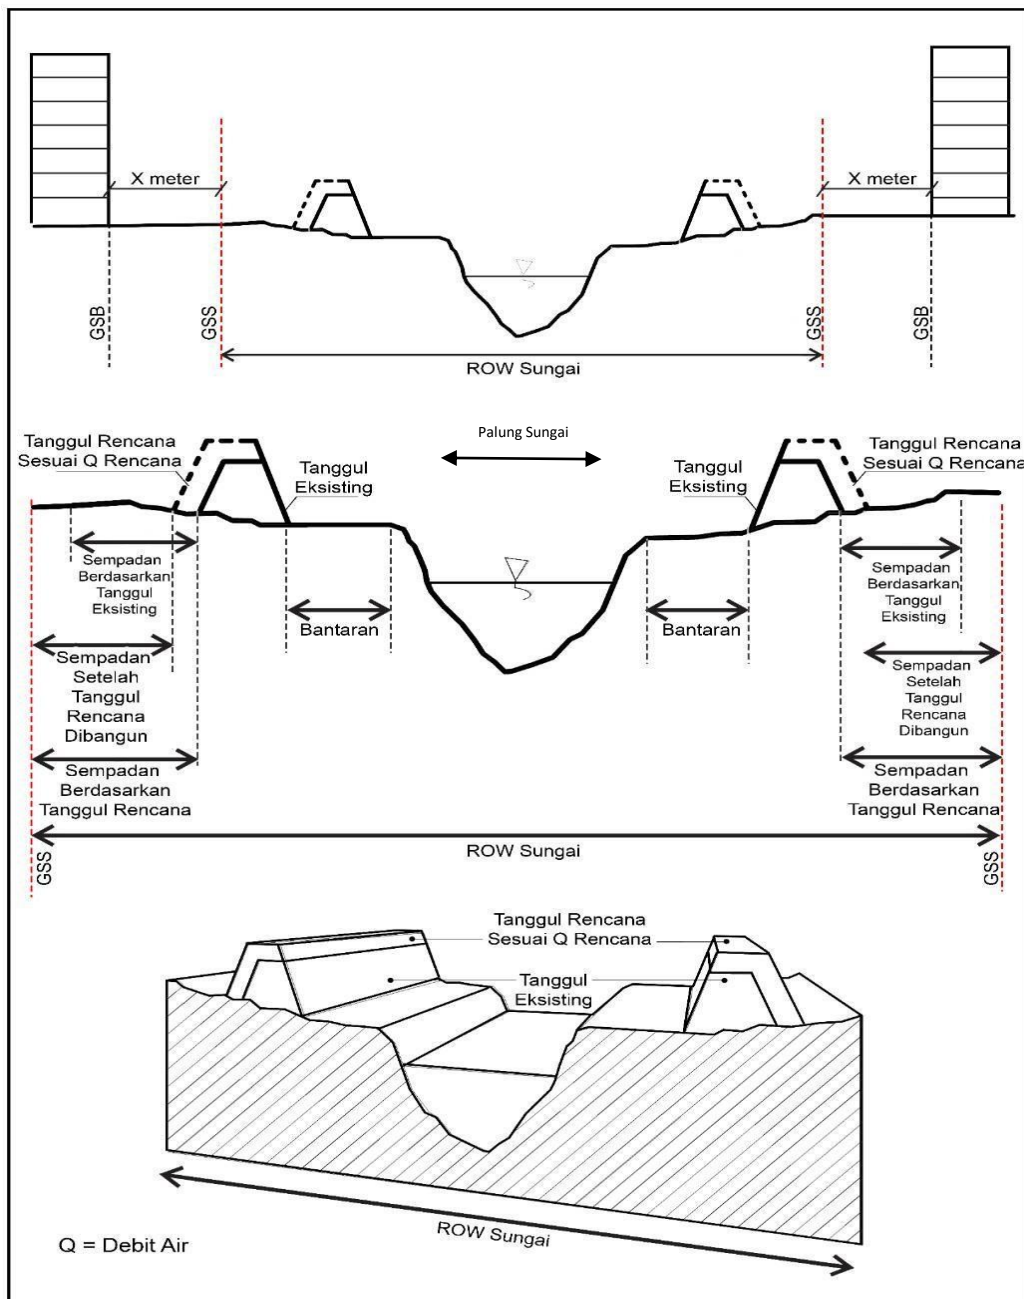 X meter
X meter
GSB
GSS
GSS
GSB
ROW Sungai
Palung Sungai
Tanggul Rencana
Sesuai Q Rencana
Tanggul
Eksisting
Tanggul
Eksisting
Tanggul Rencana
Sesuai Q Rencana
Sempadan
Berdasarkan
Tanggul
Eksisting
Bantaran
Bantaran
Sempadan
Berdasarkan
Tanggul
Eksisting
Sempadan
Setelah
Tanggul
Rencana
Dibangun
Sempadan
Setelah
Tanggul
Rencana
Dibangun
Sempadan
Berdasarkan
Tanggul Rencana
Sempadan
Berdasarkan
Tanggul Rencana
GSS
ROW Sungai
GSS
Tanggul Rencana
Sesuai Q Rencana
Tanggul
Eksisting
ROW Sungai
Q = Debit Air